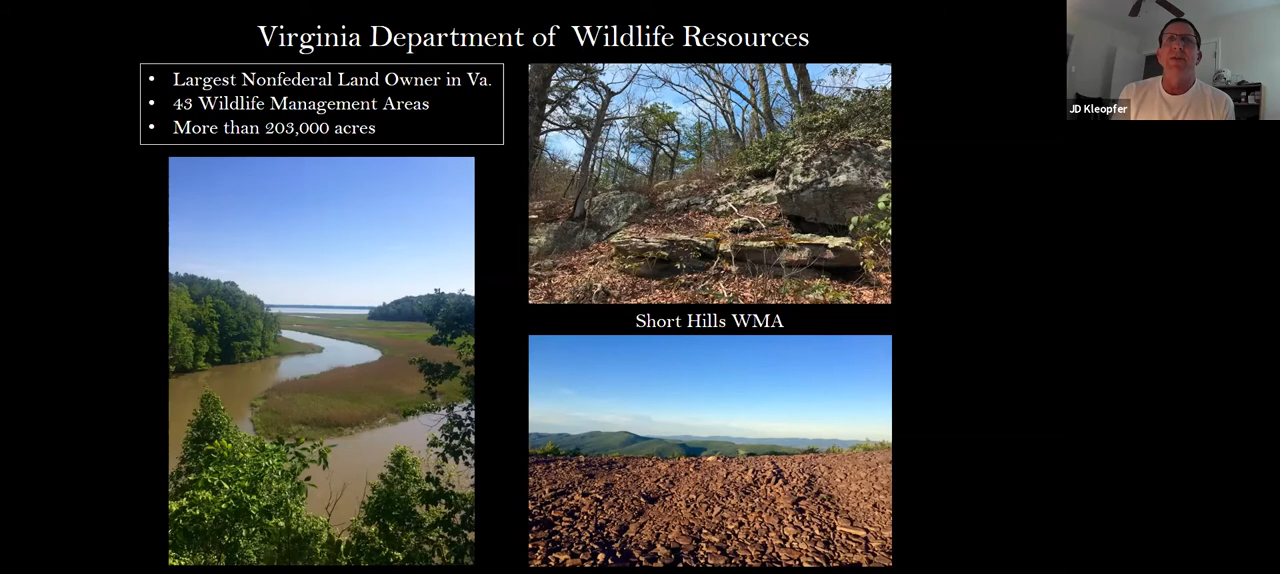 Virginia Department of Wildlife Resources
• Largest Nonfederal Land Owner in Va.
• 43 Wildlife Management Areas
• More than 203,000 acres
Short Hills WMA
JD Kleopfer